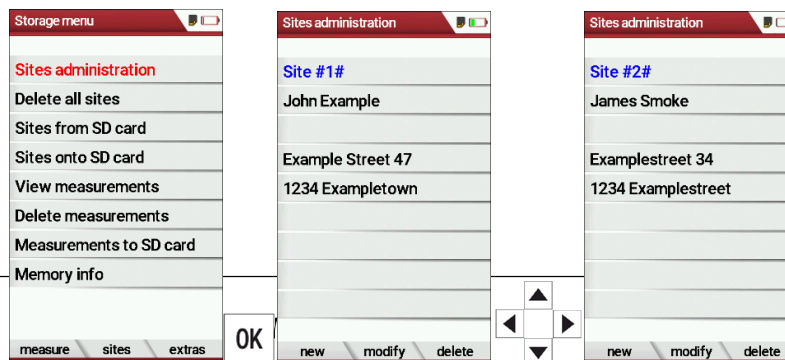 Storage menu
Sites administration
Delete all sites
Sites from SD card
Sites onto SD card
View measurements
Delete measurements
Measurements to SD card
Memory info
measure sites extras
OK
Sites administration
Site #1#
John Example
Example Street 47
1234 Exampletown
new modify delete
Sites administration
Site #2#
James Smoke
Examplestreet 34
1234 Examplestreet
new modify delete